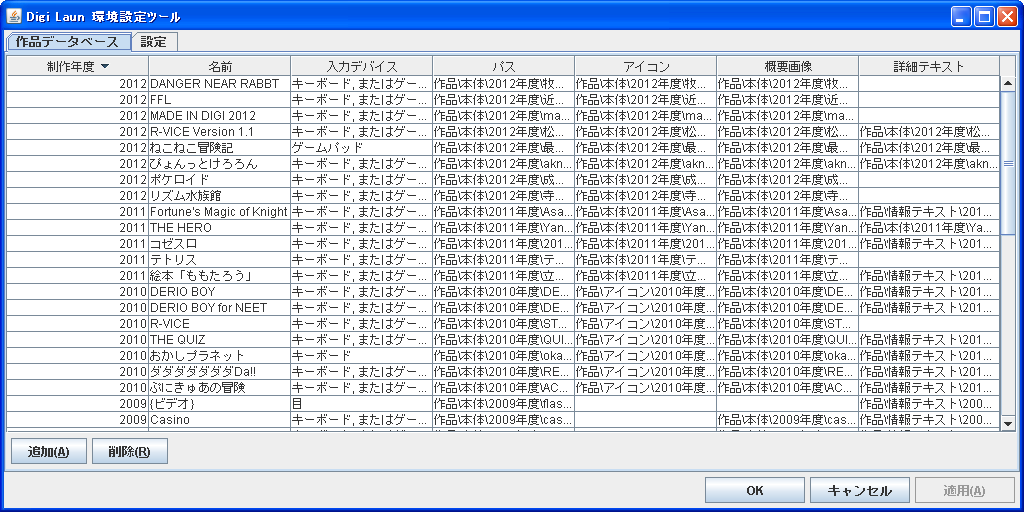 Digi Laun 環境設定ツール
作品データベース 設定
制作年度 名前 入力デバイス パス アイコン 概要画像 詳細テキスト
2012 DANGER NEAR RABBT キーボード, またはゲー... 作品\本体\2012年度\牧... 作品\本体\2012年度\牧... 作品\本体\2012年度\牧...
2012 FFL キーボード, またはゲー... 作品\本体\2012年度\近... 作品\本体\2012年度\近... 作品\本体\2012年度\近...
2012 MADE IN DIGI 2012 キーボード, またはゲー... 作品\本体\2012年度\ma... 作品\本体\2012年度\ma... 作品\本体\2012年度\ma...
2012 R-VICE Version 1.1 キーボード, またはゲー... 作品\本体\2012年度\松... 作品\本体\2012年度\松... 作品\本体\2012年度\松... 作品\本体\2012年度\松...
2012 ねこねこ冒険記 ゲームパッド 作品\本体\2012年度\最... 作品\本体\2012年度\最... 作品\本体\2012年度\最... 作品\本体\2012年度\最...
2012 ぴょんっとけろろん キーボード, またはゲー... 作品\本体\2012年度\akn... 作品\本体\2012年度\akn... 作品\本体\2012年度\akn... 作品\本体\2012年度\akn...
2012 ポケロイド キーボード, またはゲー... 作品\本体\2012年度\成... 作品\本体\2012年度\成... 作品\本体\2012年度\成...
2012 リズム水族館 キーボード, またはゲー... 作品\本体\2012年度\寺... 作品\本体\2012年度\寺... 作品\本体\2012年度\寺...
2011 Fortune's Magic of Knight キーボード, またはゲー... 作品\本体\2011年度\Asa... 作品\本体\2011年度\Asa... 作品\本体\2011年度\Asa... 作品\情報テキスト\201...
2011 THE HERO キーボード, またはゲー... 作品\本体\2011年度\Yan... 作品\本体\2011年度\Yan... 作品\本体\2011年度\Yan... 作品\本体\2011年度\Ya...
2011 コゼスロ キーボード, またはゲー... 作品\本体\2011年度\201... 作品\本体\2011年度\201... 作品\本体\2011年度\201... 作品\情報テキスト\201...
2011 テトリス キーボード, またはゲー... 作品\本体\2011年度\テ... 作品\本体\2011年度\テ... 作品\本体\2011年度\テ...
2011 絵本「ももたろう」 キーボード, またはゲー... 作品\本体\2011年度\立... 作品\本体\2011年度\立... 作品\本体\2011年度\立... 作品\情報テキスト\201...
2010 DERIO BOY キーボード, またはゲー... 作品\本体\2010年度\DE... 作品\アイコン\2010年度... 作品\本体\2010年度\DE... 作品\情報テキスト\201...
2010 DERIO BOY for NEET キーボード, またはゲー... 作品\本体\2010年度\DE... 作品\アイコン\2010年度... 作品\本体\2010年度\DE... 作品\情報テキスト\201...
2010 R-VICE キーボード, またはゲー... 作品\本体\2010年度\ST... 作品\アイコン\2010年度... 作品\本体\2010年度\ST...
2010 THE QUIZ キーボード, またはゲー... 作品\本体\2010年度\QUI... 作品\アイコン\2010年度... 作品\本体\2010年度\QUI... 作品\情報テキスト\201...
2010 おかしプラネット キーボード 作品\本体\2010年度\oka... 作品\アイコン\2010年度... 作品\本体\2010年度\oka... 作品\情報テキスト\201...
2010 ダダダダダダダDa!! キーボード, またはゲー... 作品\本体\2010年度\RE... 作品\アイコン\2010年度... 作品\本体\2010年度\RE... 作品\情報テキスト\201...
2010 ぷにきゅあの冒険 キーボード, またはゲー... 作品\本体\2010年度\AC... 作品\アイコン\2010年度... 作品\本体\2010年度\AC... 作品\情報テキスト\201...
2009 {ビデオ} 目 作品\本体\2009年度\flas... 作品\情報テキスト\200...
2009 Casino キーボード, またはゲー... 作品\本体\2009年度\cas... 作品\本体\2009年度\cas... 作品\情報テキスト\200...
追加(A) 削除(R)
OK キャンセル 適用(A)